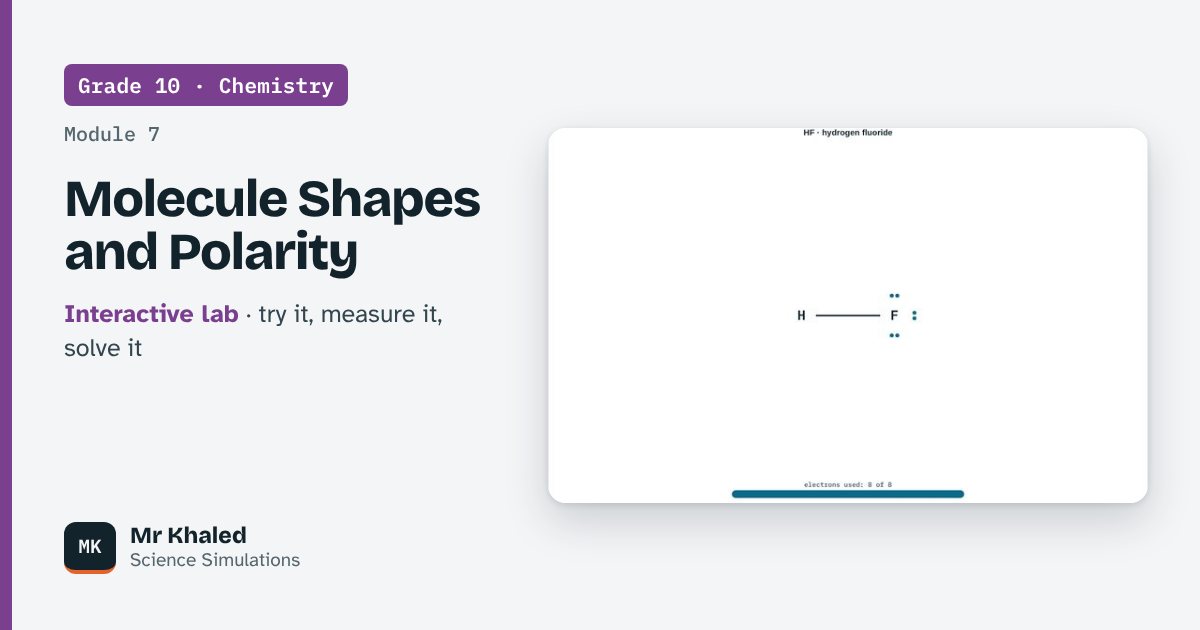 Grade 10 · Chemistry
Module 7
Molecule Shapes
and Polarity
Interactive lab · try it, measure it,
solve it
HF · hydrogen fluoride
H F
electrons used: 8 of 8
MK
Mr Khaled
Science Simulations